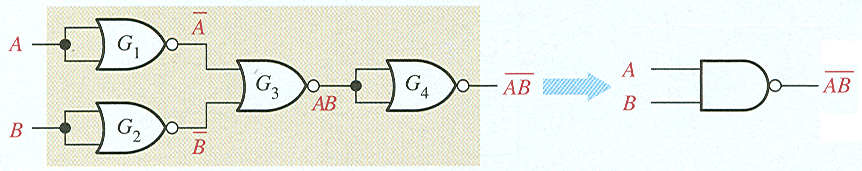 A̅
A G₁ G₃ AB G₄ A̅B̅ A A̅B̅
B G₂ B̅ B